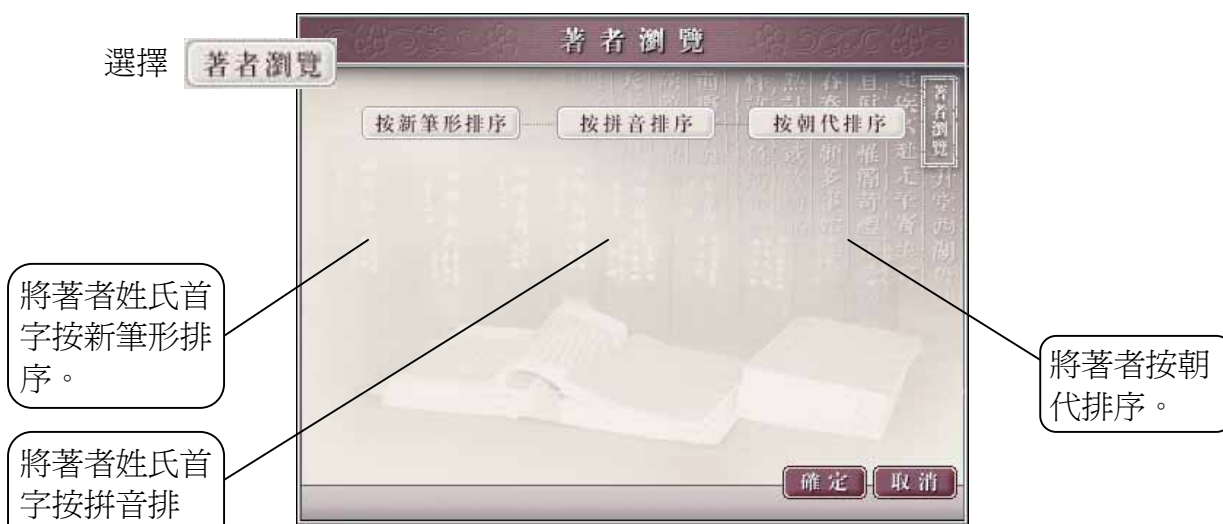 選擇 著者瀏覽
著者瀏覽
著者瀏覽
按新筆形排序
按拼音排序
按朝代排序
將著者姓氏首
字按新筆形排
序。
將著者按朝
代排序。
將著者姓氏首
字按拼音排
確定
取消